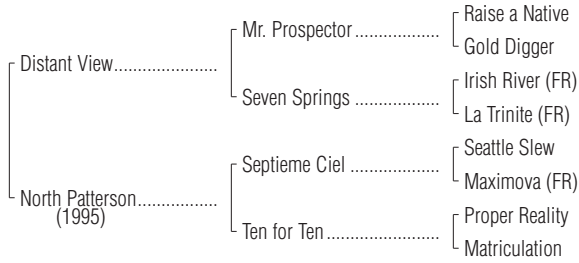 Raise a Native
Mr. Prospector ..................
Gold Digger
Distant View......................
Irish River (FR)
Seven Springs ..................
La Trinite (FR)
Seattle Slew
Septieme Ciel ...................
Maximova (FR)
North Patterson.................
(1995)
Proper Reality
Ten for Ten ........................
Matriculation